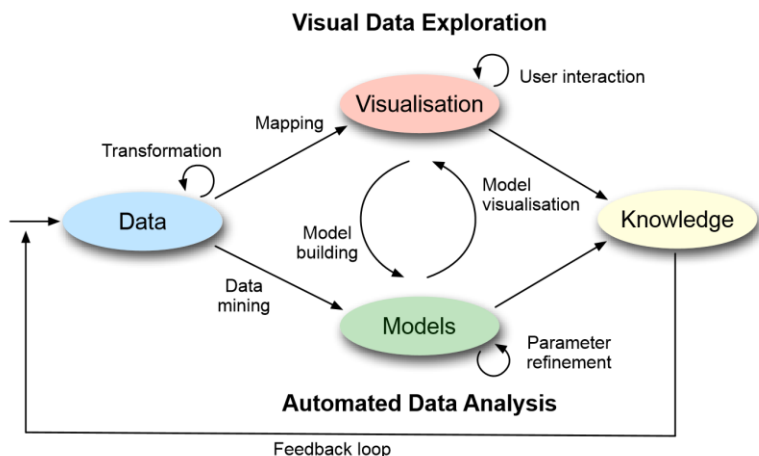 Visual Data Exploration
User interaction
Visualisation
Mapping
Transformation
Model
visualisation
Data
Knowledge
Model
building
Data
mining
Models
Parameter
refinement
Automated Data Analysis
Feedback loop